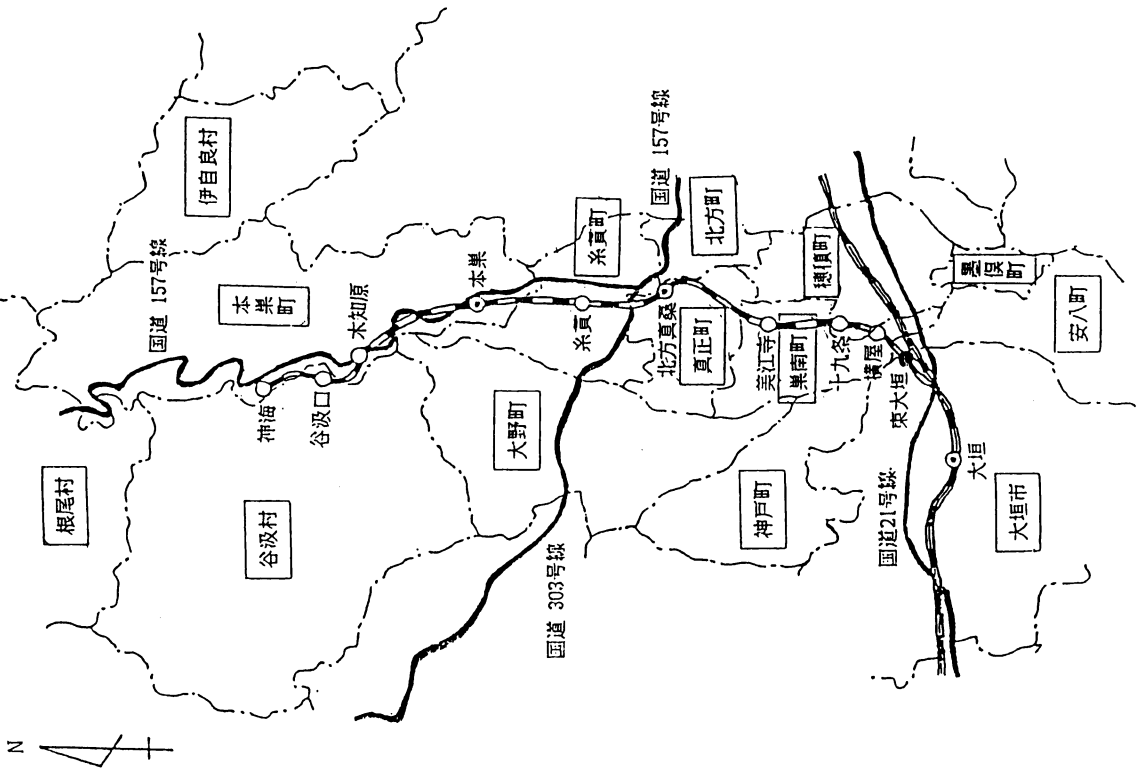 N
根尾村
国道 157号線
伊自良村
本巣町
谷汲村
神海
谷汲口
木知原
本巣
大野町
糸貫
糸貫町
国道 303号線
国道 157号線
北方町
北方真桑
真正町
美江寺
巣南町
穂積町
十九条
横屋
東大垣
神戸町
国道21号線
墨俣町
大垣
大垣市
安八町